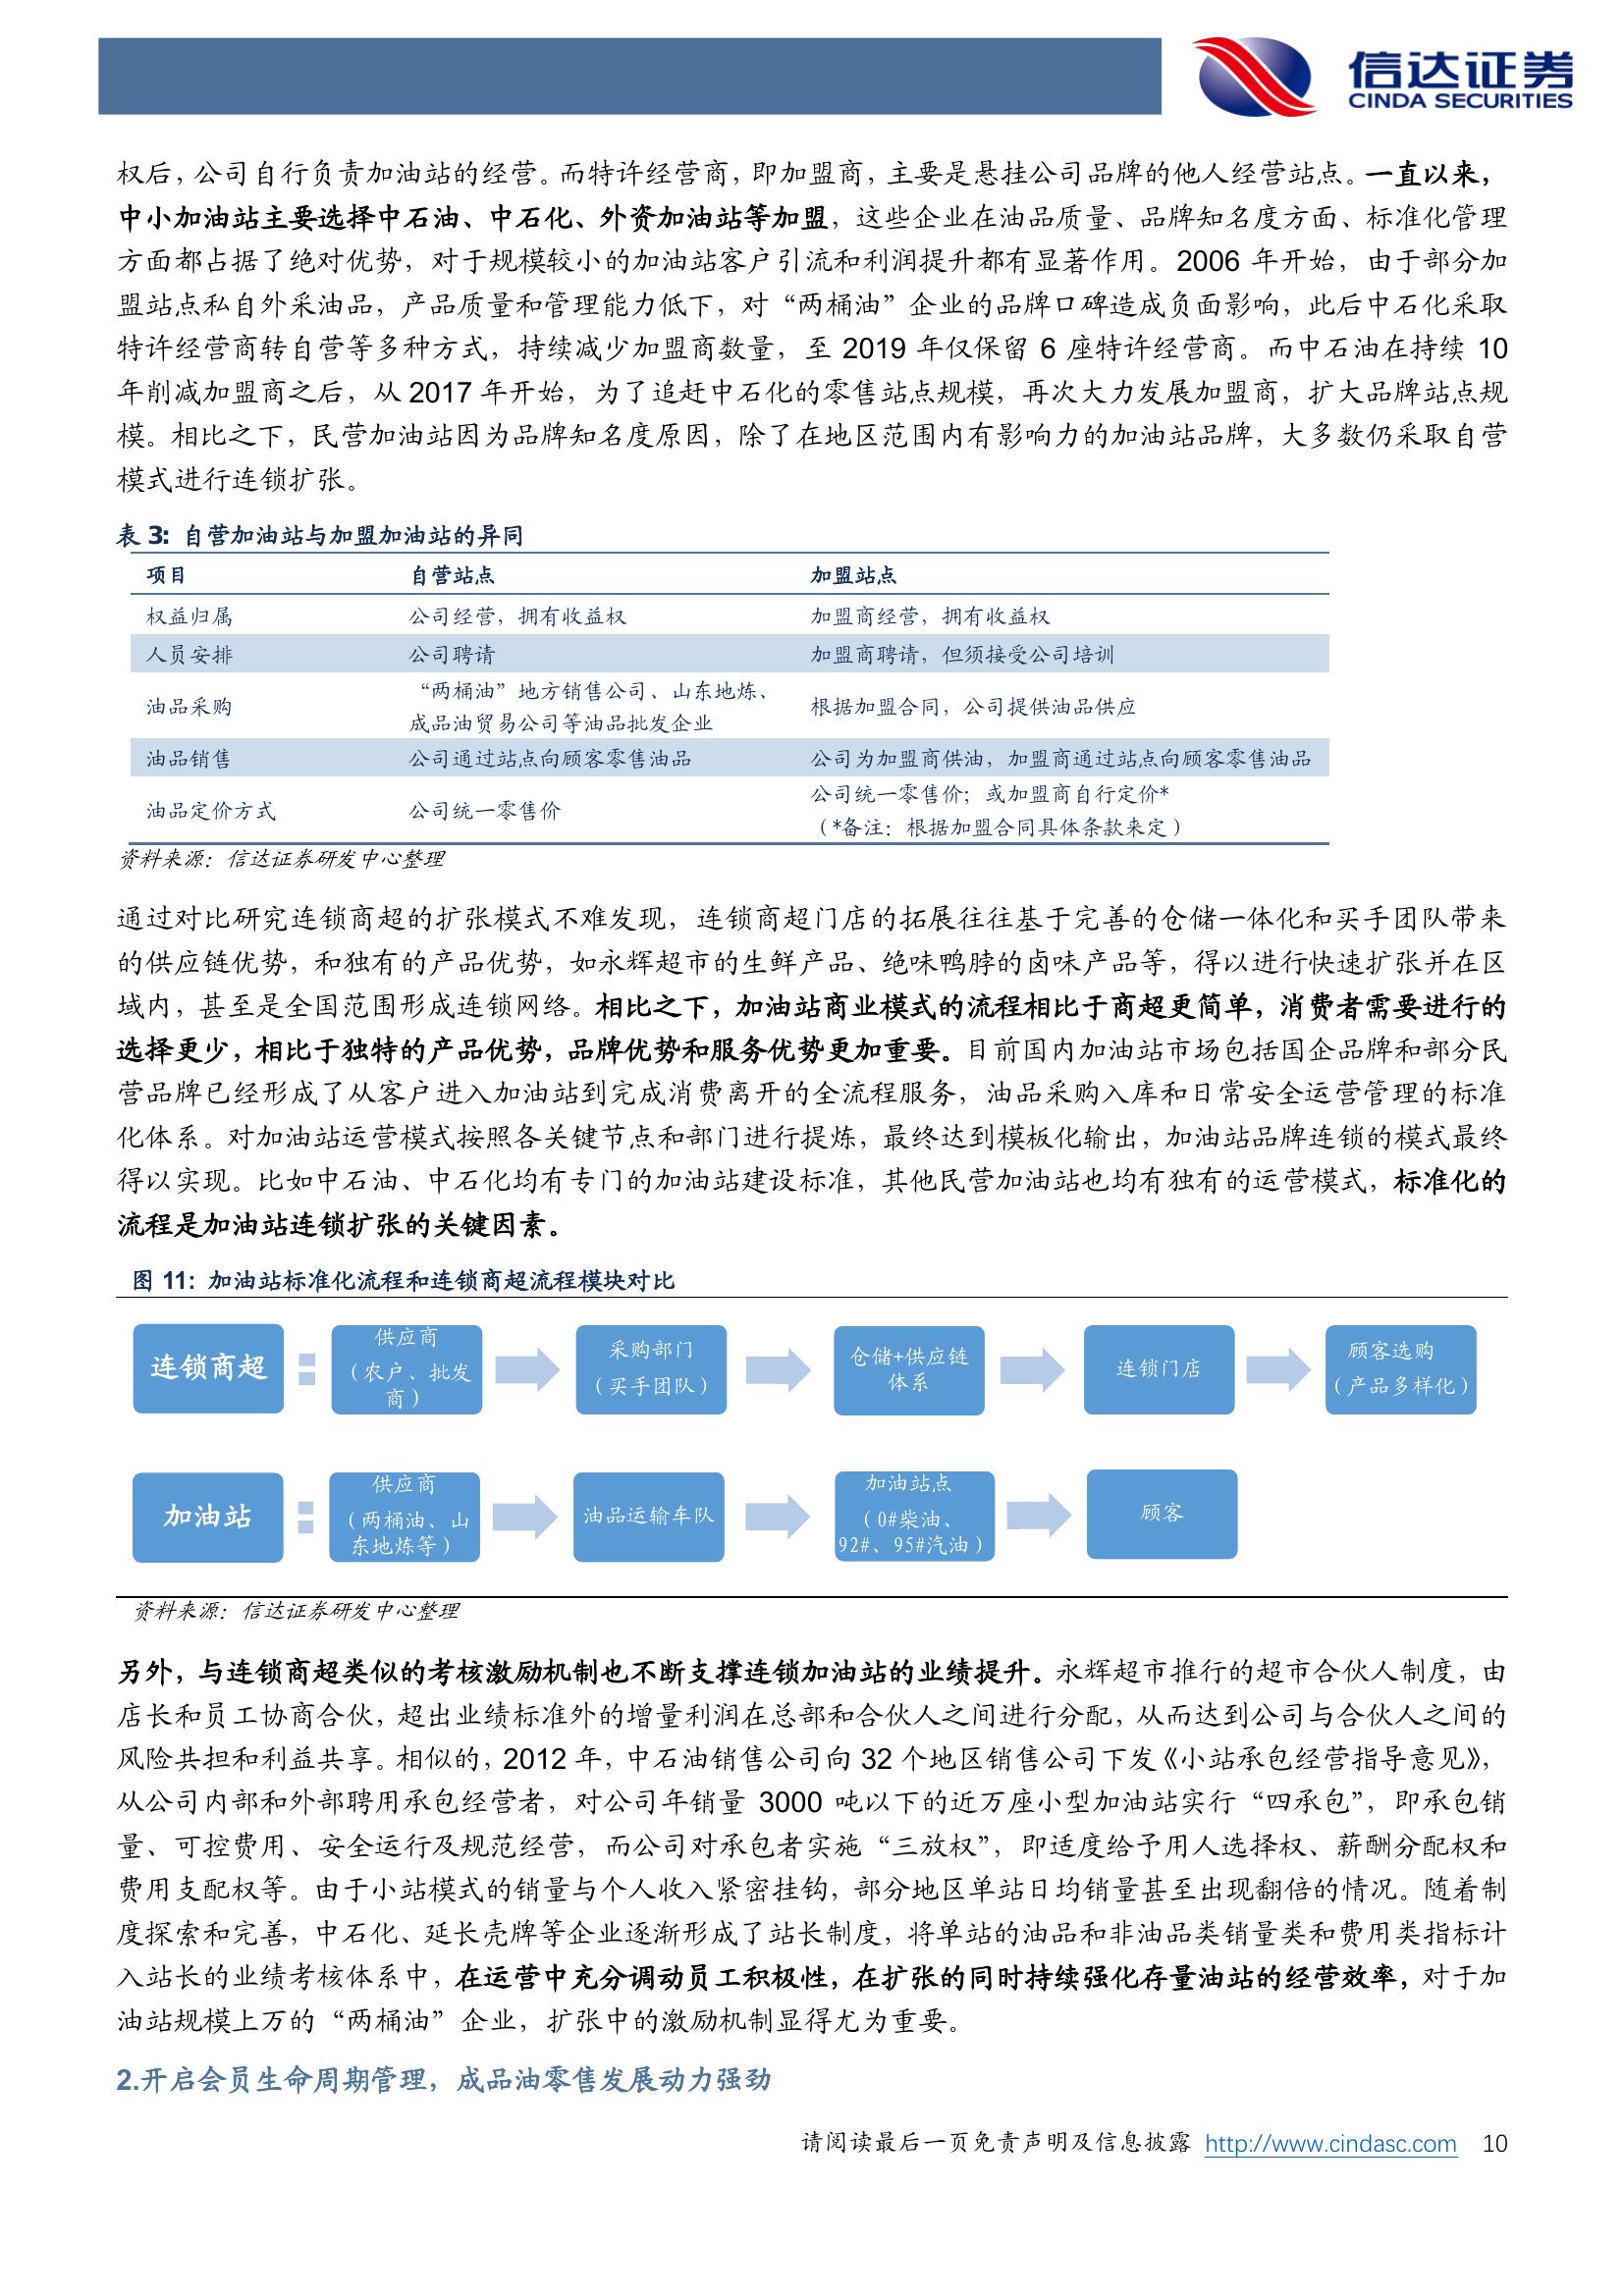 信达证券
CINDA SECURITIES
权后，公司自行负责加油站的经营。而特许经营商，即加盟商，主要是悬挂公司品牌的他人经营站点。一直以来，
中小加油站主要选择中石油、中石化、外资加油站等加盟，这些企业在油品质量、品牌知名度方面、标准化管理
方面都占据了绝对优势，对于规模较小的加油站客户引流和利润提升都有显著作用。2006 年开始，由于部分加
盟站点私自外采油品，产品质量和管理能力低下，对“两桶油”企业的品牌口碑造成负面影响，此后中石化采取
特许经营商转自营等多种方式，持续减少加盟商数量，至 2019 年仅保留 6 座特许经营商。而中石油在持续 10
年削减加盟商之后，从 2017 年开始，为了追赶中石化的零售站点规模，再次大力发展加盟商，扩大品牌站点规
模。相比之下，民营加油站因为品牌知名度原因，除了在地区范围内有影响力的加油站品牌，大多数仍采取自营
模式进行连锁扩张。
表 3: 自营加油站与加盟加油站的异同
项目 自营站点 加盟站点
权益归属 公司经营，拥有收益权 加盟商经营，拥有收益权
人员安排 公司聘请 加盟商聘请，但须接受公司培训
油品采购 “两桶油”地方销售公司、山东地炼、
成品油贸易公司等油品批发企业 根据加盟合同，公司提供油品供应
油品销售 公司通过站点向顾客零售油品 公司为加盟商供油，加盟商通过站点向顾客零售油品
油品定价方式 公司统一零售价 公司统一零售价；或加盟商自行定价*
（*备注：根据加盟合同具体条款来定）
资料来源：信达证券研发中心整理
通过对比研究连锁商超的扩张模式不难发现，连锁商超门店的拓展往往基于完善的仓储一体化和买手团队带来
的供应链优势，和独有的产品优势，如永辉超市的生鲜产品、绝味鸭脖的卤味产品等，得以进行快速扩张并在区
域内，甚至是全国范围形成连锁网络。相比之下，加油站商业模式的流程相比于商超更简单，消费者需要进行的
选择更少，相比于独特的产品优势，品牌优势和服务优势更加重要。目前国内加油站市场包括国企品牌和部分民
营品牌已经形成了从客户进入加油站到完成消费离开的全流程服务，油品采购入库和日常安全运营管理的标准
化体系。对加油站运营模式按照各关键节点和部门进行提炼，最终达到模板化输出，加油站品牌连锁的模式最终
得以实现。比如中石油、中石化均有专门的加油站建设标准，其他民营加油站也均有独有的运营模式，标准化的
流程是加油站连锁扩张的关键因素。
图 11: 加油站标准化流程和连锁商超流程模块对比
连锁商超
供应商
（农户、批发
商）
采购部门
（买手团队）
仓储+供应链
体系
连锁门店
顾客选购
（产品多样化）
加油站
供应商
（两桶油、山
东地炼等）
油品运输车队
加油站点
（0#柴油、
92#、95#汽油）
顾客
资料来源：信达证券研发中心整理
另外，与连锁商超类似的考核激励机制也不断支撑连锁加油站的业绩提升。永辉超市推行的超市合伙人制度，由
店长和员工协商合伙，超出业绩标准外的增量利润在总部和合伙人之间进行分配，从而达到公司与合伙人之间的
风险共担和利益共享。相似的，2012 年，中石油销售公司向 32 个地区销售公司下发《小站承包经营指导意见》，
从公司内部和外部聘用承包经营者，对公司年销量 3000 吨以下的近万座小型加油站实行“四承包”，即承包销
量、可控费用、安全运行及规范经营，而公司对承包者实施“三放权”，即适度给予用人选择权、薪酬分配权和
费用支配权等。由于小站模式的销量与个人收入紧密挂钩，部分地区单站日均销量甚至出现翻倍的情况。随着制
度探索和完善，中石化、延长壳牌等企业逐渐形成了站长制度，将单站的油品和非油品类销量类和费用类指标计
入站长的业绩考核体系中，在运营中充分调动员工积极性，在扩张的同时持续强化存量油站的经营效率，对于加
油站规模上万的“两桶油”企业，扩张中的激励机制显得尤为重要。
2.开启会员生命周期管理，成品油零售发展动力强劲
请阅读最后一页免责声明及信息披露 http://www.cindasc.com 10